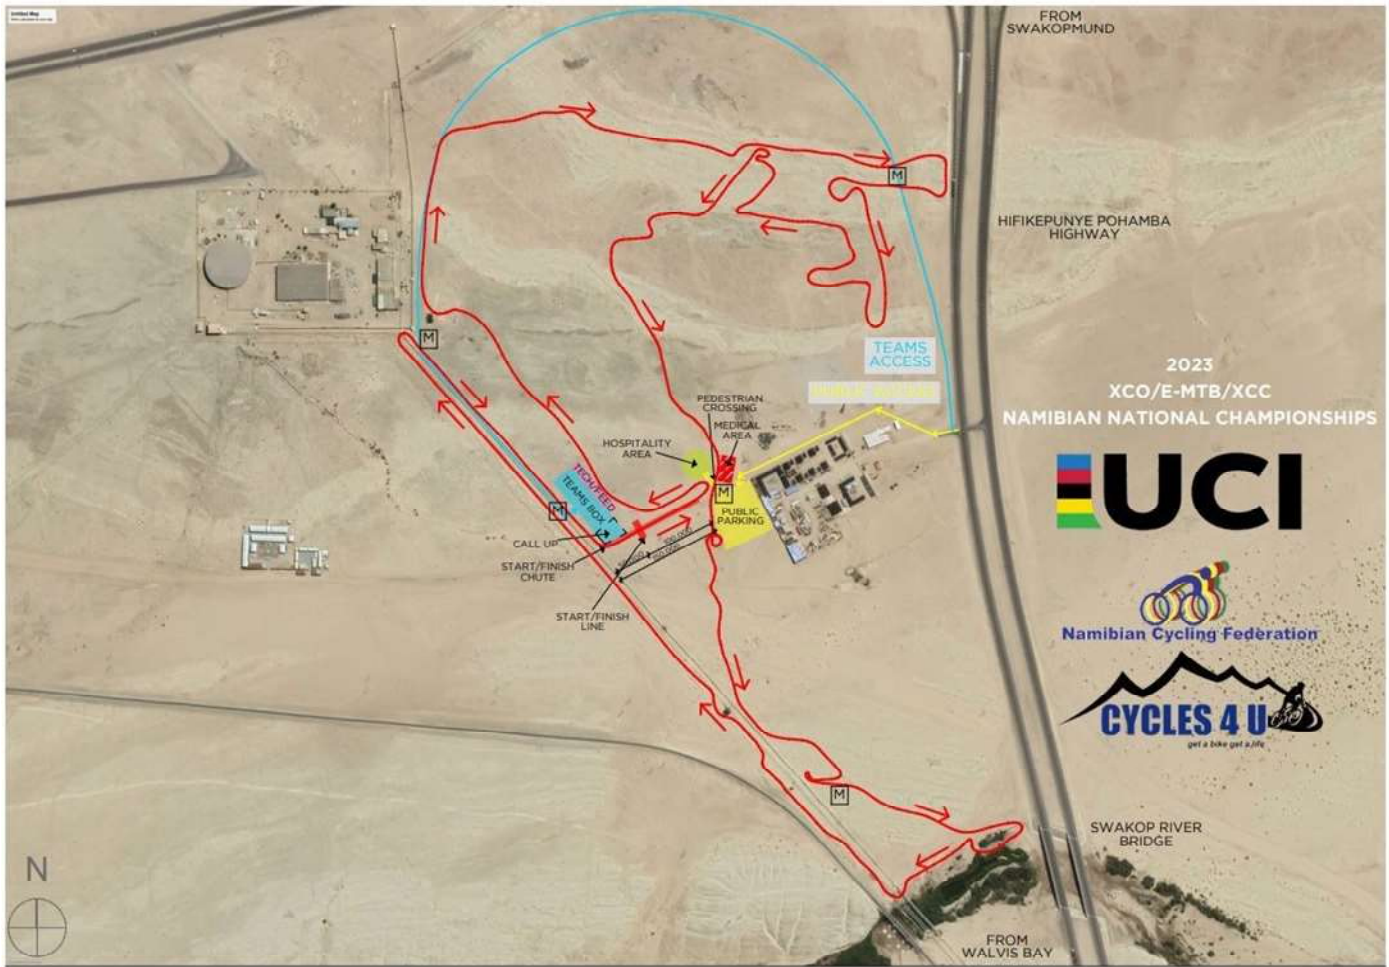 Untitled Map
FROM
SWAKOPMUND
HIFIKEPUNYE POHAMBA
HIGHWAY
M
M
TEAMS
ACCESS
2023
XCO/E-MTB/XCC
NAMIBIAN NATIONAL CHAMPIONSHIPS
PEDESTRIAN
CROSSING
MEDICAL
AREA
HOSPITALITY
AREA
UCI
TECH/FEED
TEAMS BOX
M
M
PUBLIC
PARKING
CALL UP
START/FINISH
CHUTE
START/FINISH
LINE
Namibian Cycling Federation
CYCLES 4 U
get a bike get a life
M
SWAKOP RIVER
BRIDGE
N
FROM
WALVIS BAY